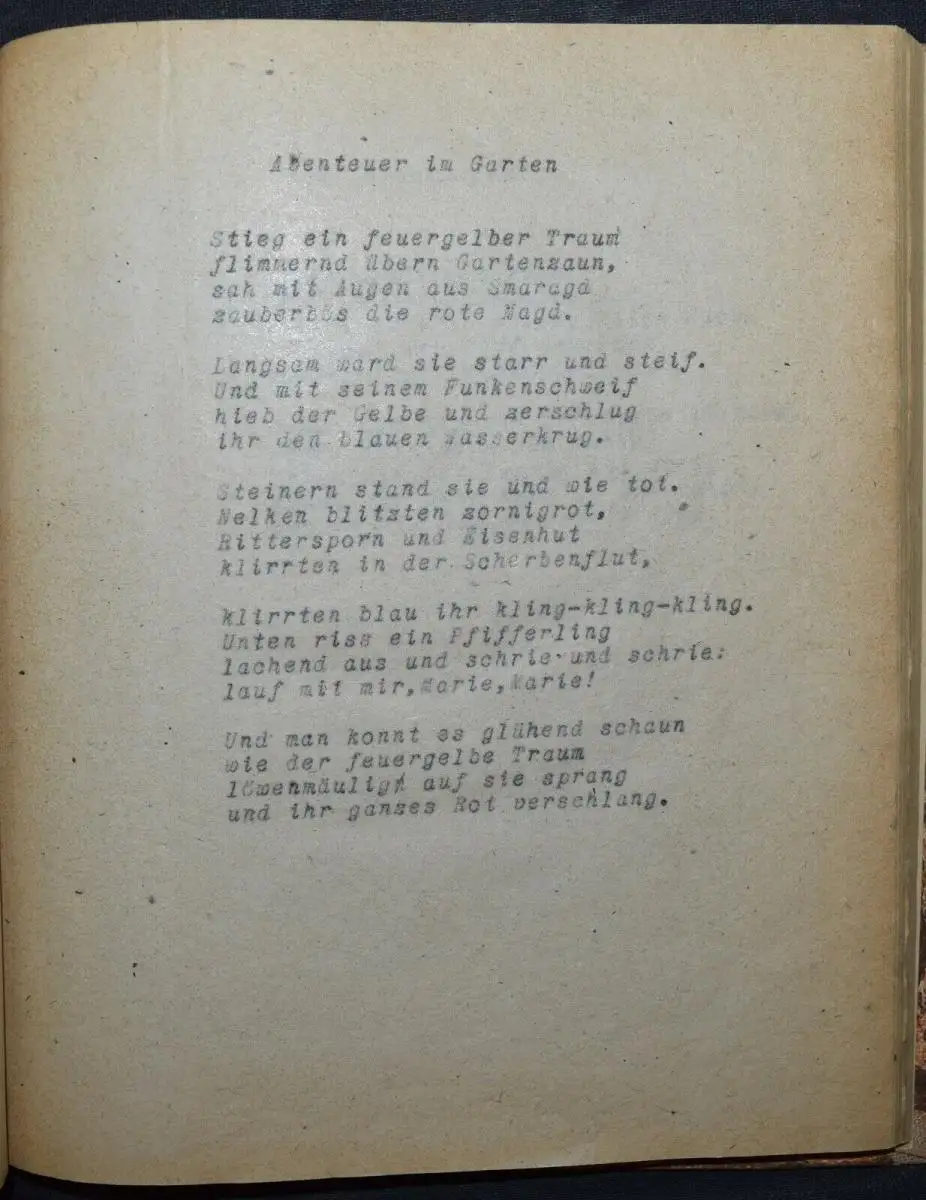 Abenteuer im Garten
Stieg ein feuergelber Traum
flimmernd übern Gartenzaun,
sah mit Augen aus Smaragd
zauberbös die rote Magd.
Langsam ward sie starr und steif.
Und mit seinem Funkenschweif
hieb der Gelbe und zerschlug
ihr den blauen Wasserkrug.
Steinern stand sie und wie tot.
Nelken blitzten zornigrot,
Rittersporn und Eisenhut
klirrten in der Scherbenflut,
klirrten blau ihr kling-kling-kling.
Unten riss ein Pfifferling
lachend aus und schrie und schrie:
lauf mit mir, Marie, Marie!
Und man konnt es glühend schaun
wie der feuergelbe Traum
löwenmäulig auf sie sprang
und ihr ganzes Rot verschlang.